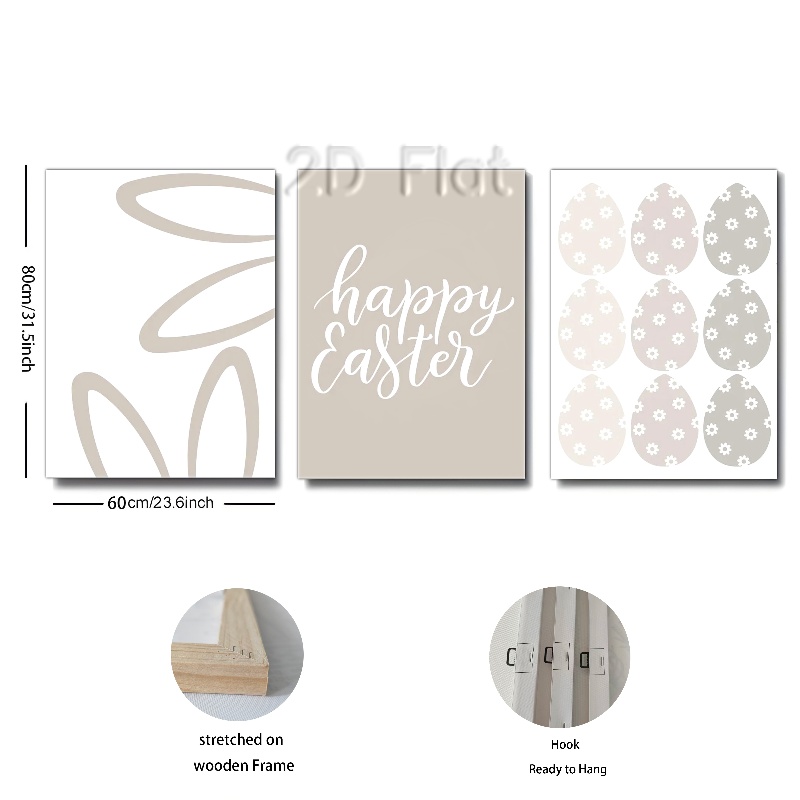 2D Flat
80cm/31.5inch
happy
Easter
60cm/23.6inch
stretched on
wooden Frame
Hook
Ready to Hang